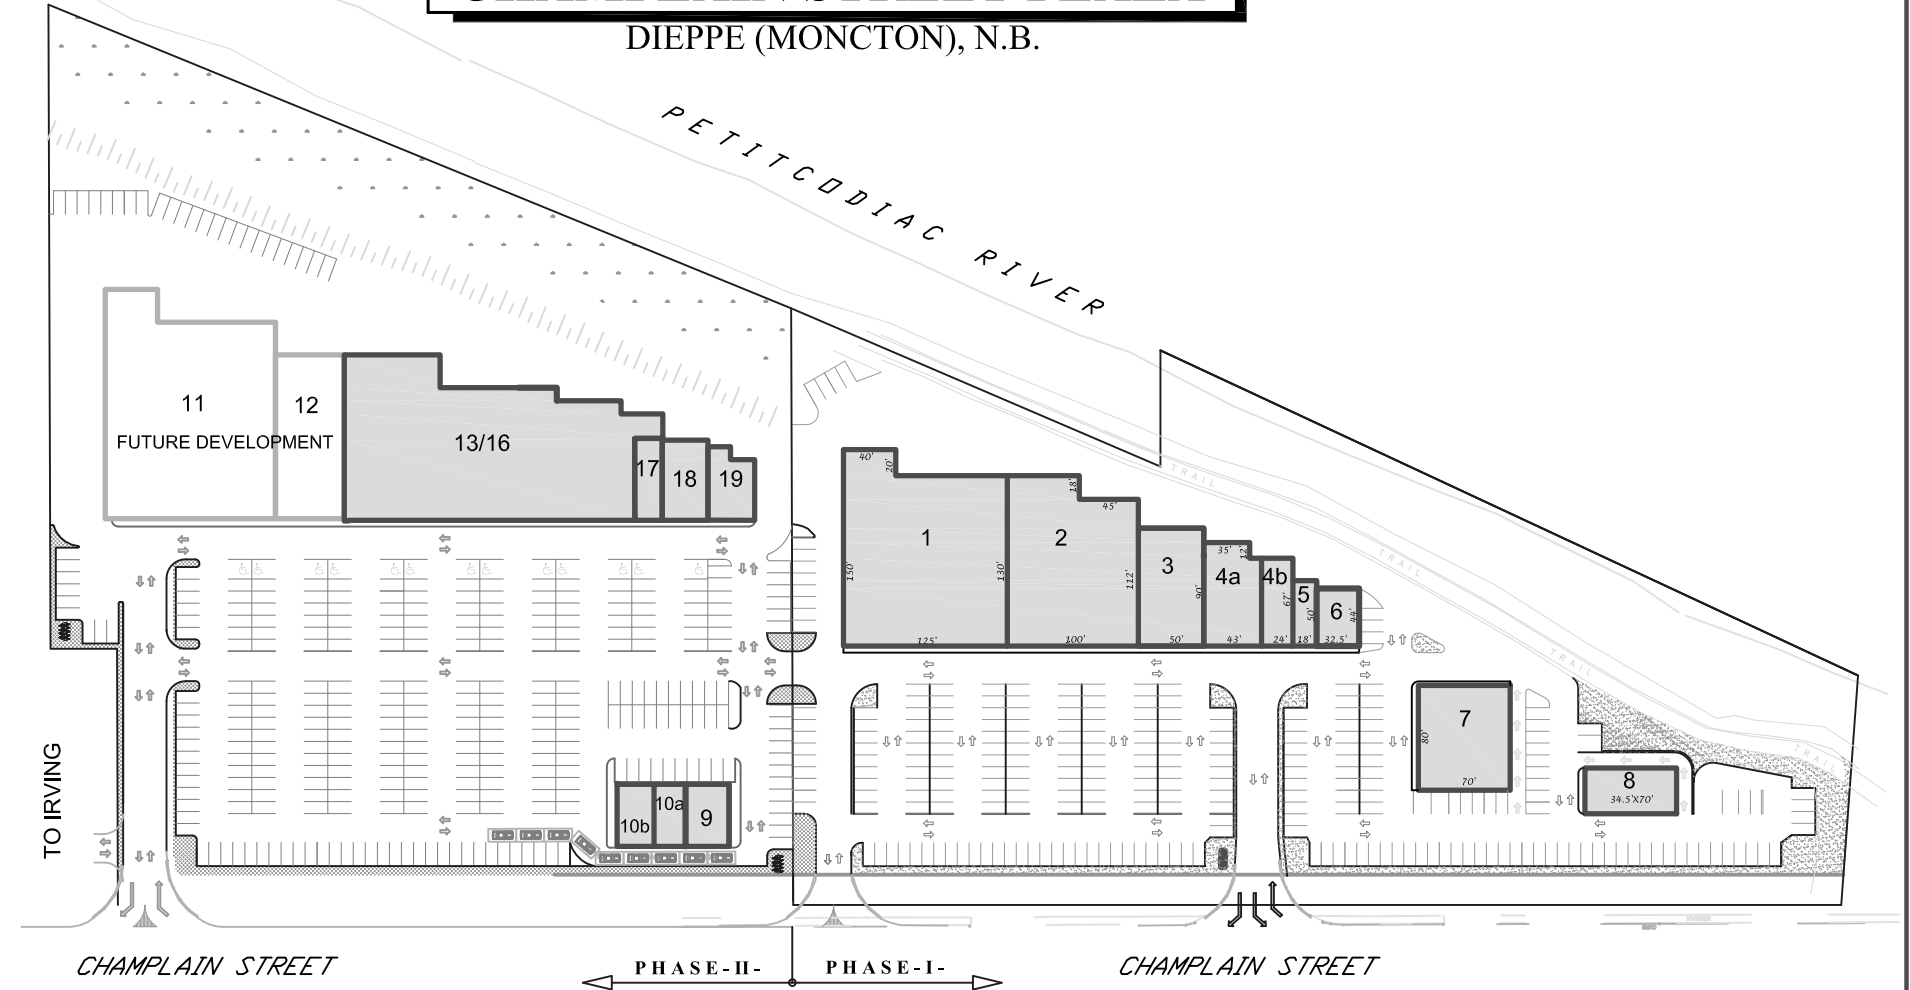 DIEPPE (MONCTON), N.B.
PETITCODIAC RIVER
11
12
FUTURE DEVELOPMENT
13/16
17
18
19
40'
20'
1
150'
125'
18'
45'
2
130'
100'
3
112'
50'
35'
12'
4a
90'
43'
4b
67'
24'
5
50'
18'
6
44'
32.5'
TRAIL
TRAIL
TRAIL
TRAIL
7
80'
70'
8
34.5'X70'
10b
10a
9
TO IRVING
CHAMPLAIN STREET
PHASE-II-
PHASE-I-
CHAMPLAIN STREET